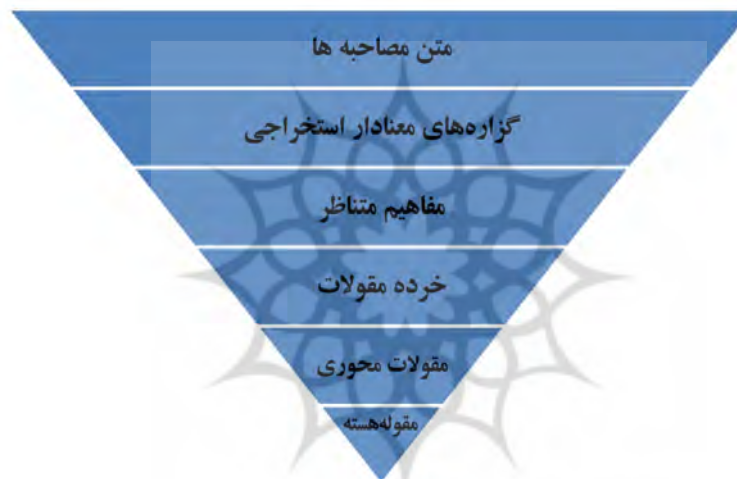 متن مصاحبه ها
گزاره‌های معنادار استخراجی
مفاهیم متناظر
خرده مقولات
مقولات محوری
مقوله‌هسته